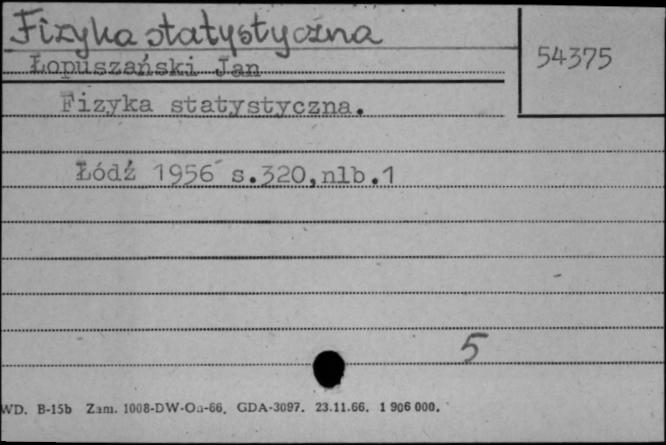 Fizyka statystyczna
54375
Łopuszański Jan
Fizyka statystyczna.
Łódź 1956 s.320,nlb.1
5
WD. B-15b Zam. 1008-DW-Oa-66. GDA-3097. 23.11.66. 1 906 000.